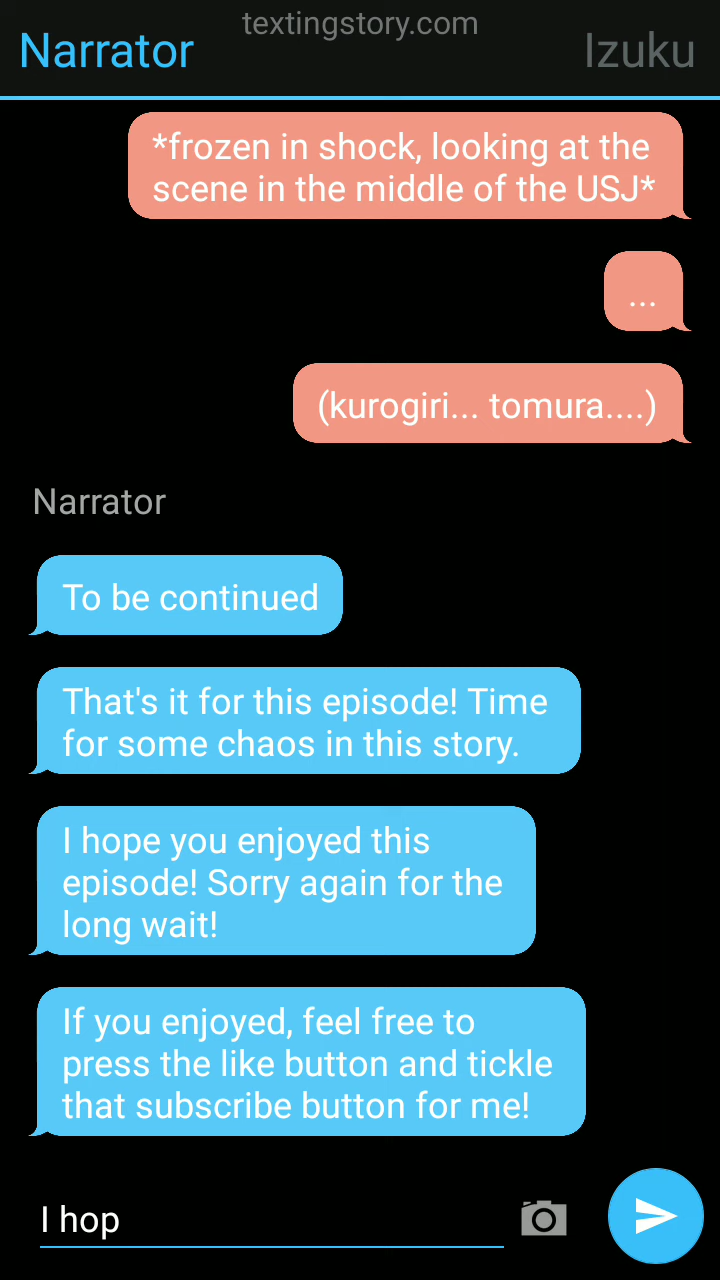 textingstory.com
Narrator
Izuku
*frozen in shock, looking at the
scene in the middle of the USJ*
...
(kurogiri... tomura....)
Narrator
To be continued
That's it for this episode! Time
for some chaos in this story.
I hope you enjoyed this
episode! Sorry again for the
long wait!
If you enjoyed, feel free to
press the like button and tickle
that subscribe button for me!
I hop